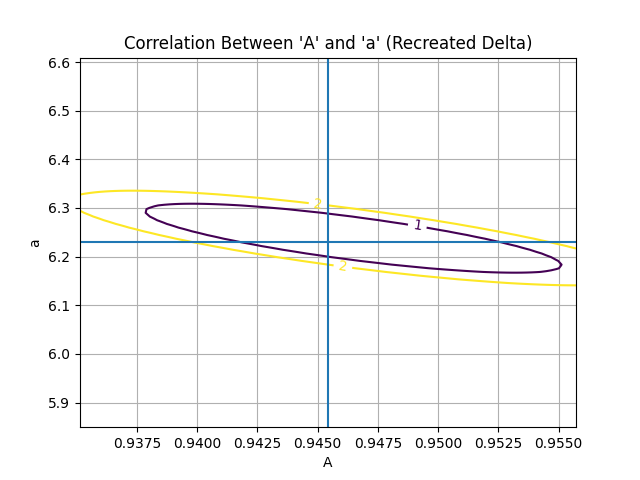 Correlation Between 'A' and 'a' (Recreated Delta)
6.6
6.5
6.4
6.3
6.2
6.1
6.0
5.9
a
2
1
2
0.9375 0.9400 0.9425 0.9450 0.9475 0.9500 0.9525 0.9550
A